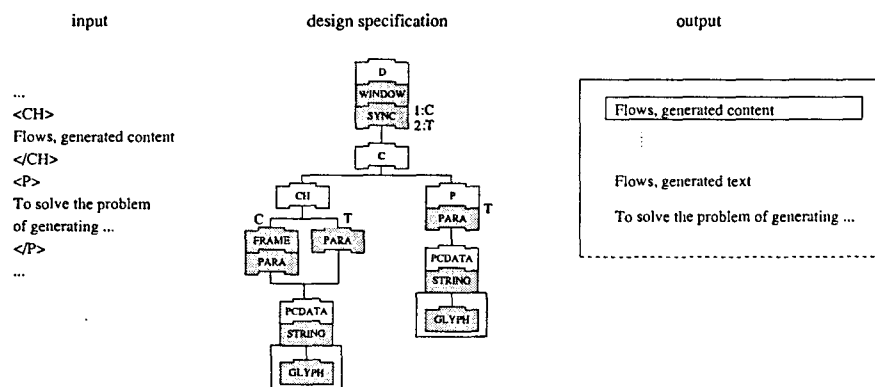 input
design specification
output
...
<CH>
Flows, generated content
</CH>
<P>
To solve the problem
of generating ...
</P>
...
D
WINDOW
SYNC
1:C
2:T
C
CH
C
T
FRAME
PARA
PARA
PCDATA
STRING
GLYPH
P
PARA
T
PCDATA
STRING
GLYPH
Flows, generated content
Flows, generated text
To solve the problem of generating ...